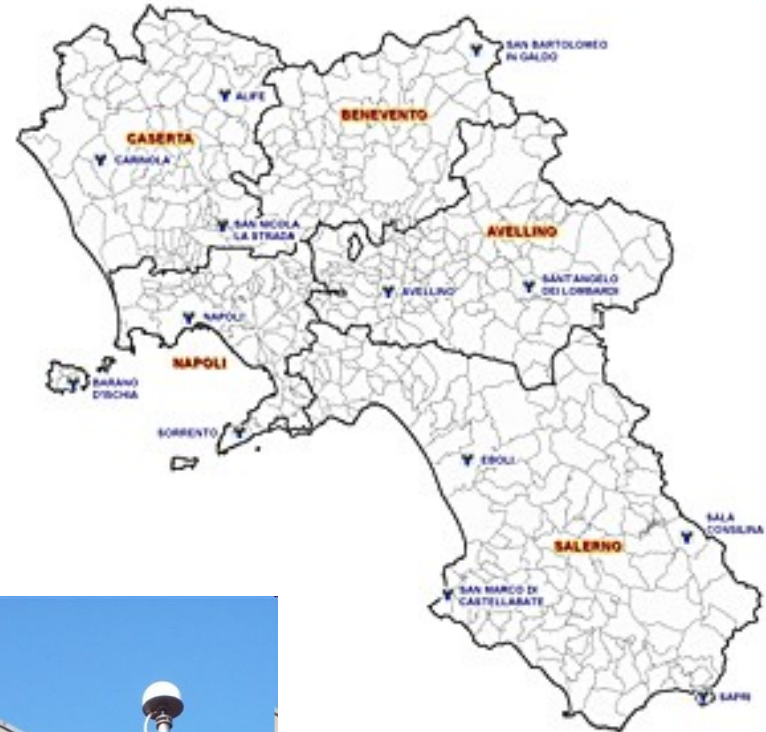 SAN BARTOLOMEO
IN GALDO
ALIFE
BENEVENTO
CASERTA
CARINOLA
SAN NICOLA
LA STRADA
AVELLINO
SANT'ANGELO
DEI LOMBARDI
AVELLINO
NAPOLI
NAPOLI
BARANO
D'ISCHIA
SORRENTO
EBOLI
SALA
CONSILINA
SALERNO
SAN MARCO DI
CASTELLABATE
SAPRI